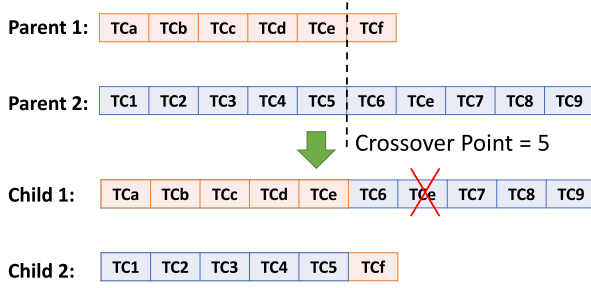 Parent 1: TCa TCb TCc TCd TCe TCf
Parent 2: TC1 TC2 TC3 TC4 TC5 TC6 TCe TC7 TC8 TC9
Crossover Point = 5
Child 1: TCa TCb TCc TCd TCe TC6 TCe TC7 TC8 TC9
Child 2: TC1 TC2 TC3 TC4 TC5 TCf